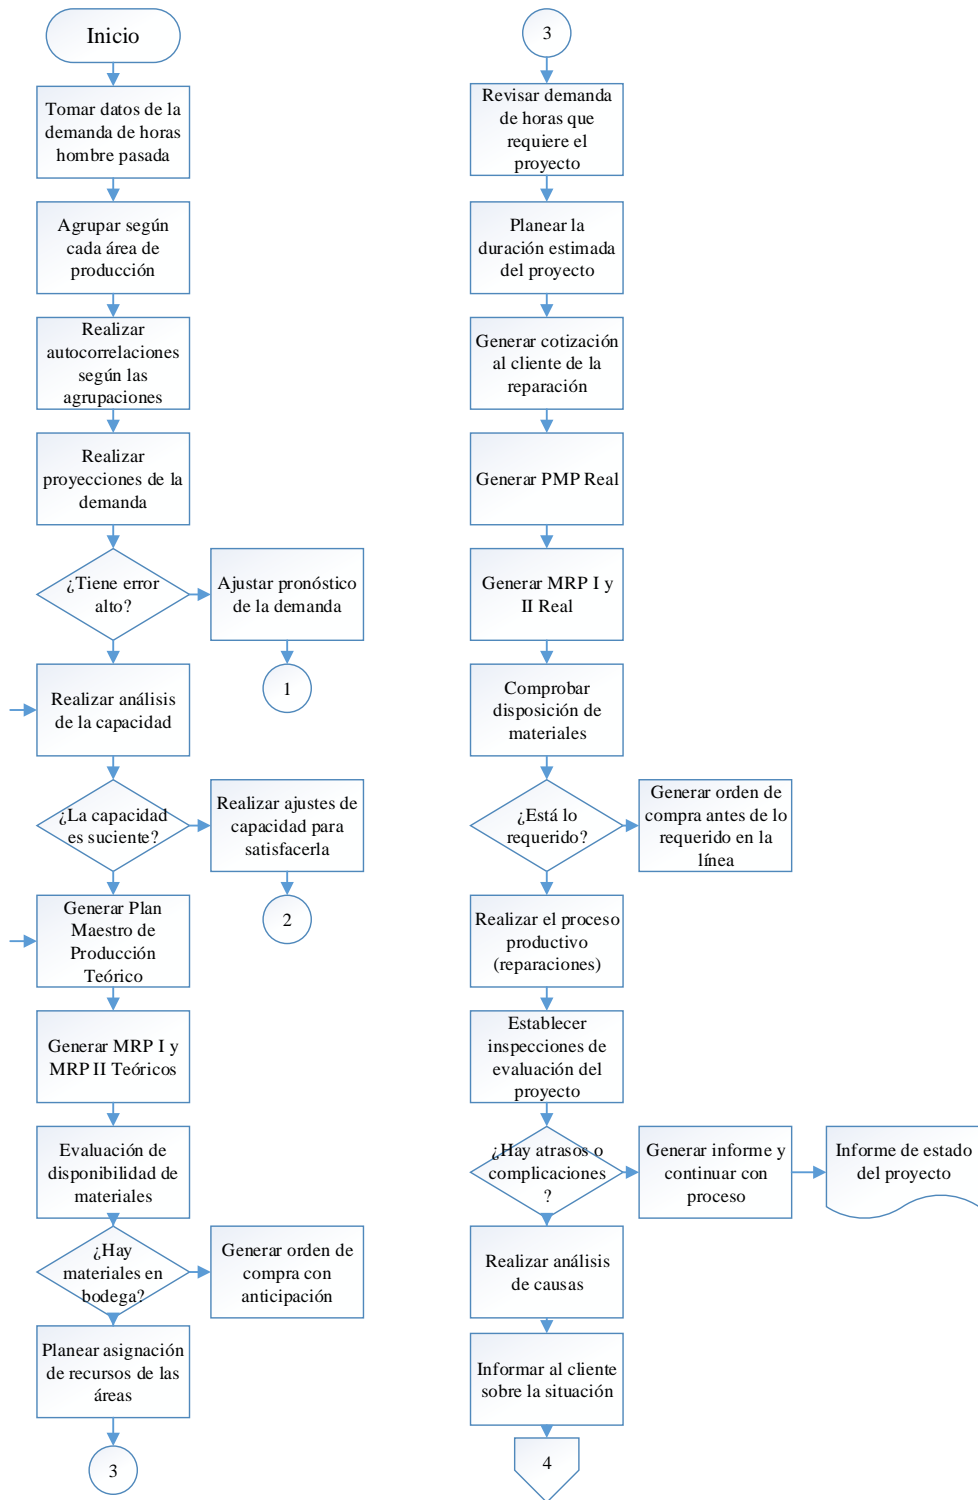 Inicio
Tomar datos de la
demanda de horas
hombre pasada
Agrupar según
cada área de
producción
Realizar
autocorrelaciones
según las
agrupaciones
Realizar
proyecciones de la
demanda
¿Tiene error
alto?
Ajustar pronóstico
de la demanda
1
Realizar análisis
de la capacidad
¿La capacidad
es suciente?
Realizar ajustes de
capacidad para
satisfacerla
2
Generar Plan
Maestro de
Producción
Teórico
Generar MRP I y
MRP II Teóricos
Evaluación de
disponibilidad de
materiales
¿Hay
materiales en
bodega?
Generar orden de
compra con
anticipación
Planear asignación
de recursos de las
áreas
3
3
Revisar demanda
de horas que
requiere el
proyecto
Planear la
duración estimada
del proyecto
Generar cotización
al cliente de la
reparación
Generar PMP Real
Generar MRP I y
II Real
Comprobar
disposición de
materiales
¿Está lo
requerido?
Generar orden de
compra antes de lo
requerido en la
línea
Realizar el proceso
productivo
(reparaciones)
Establecer
inspecciones de
evaluación del
proyecto
¿Hay atrasos o
complicaciones
?
Generar informe y
continuar con
proceso
Informe de estado
del proyecto
Realizar análisis
de causas
Informar al cliente
sobre la situación
4